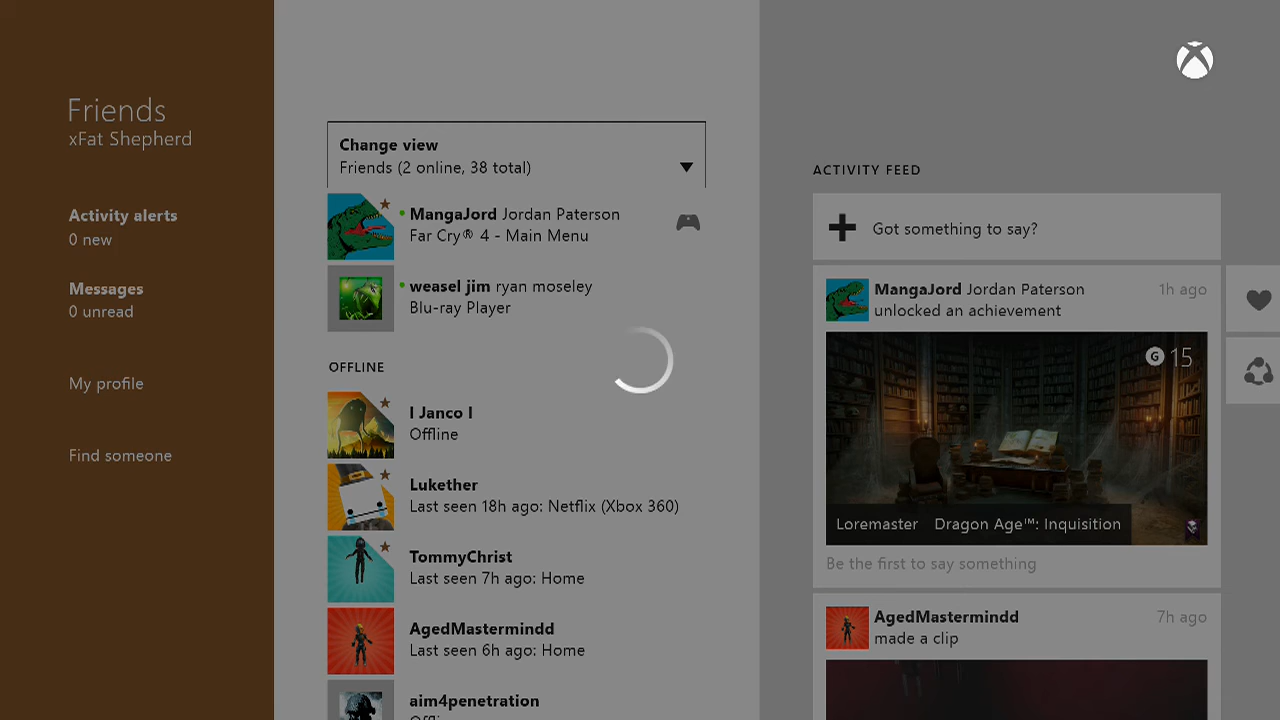 Friends
xFat Shepherd
Activity alerts
0 new
Messages
0 unread
My profile
Find someone
Change view
Friends (2 online, 38 total)
MangaJord Jordan Paterson
Far Cry® 4 - Main Menu
weasel jim ryan moseley
Blu-ray Player
OFFLINE
I Janco I
Offline
Lukether
Last seen 18h ago: Netflix (Xbox 360)
TommyChrist
Last seen 7h ago: Home
AgedMastermindd
Last seen 6h ago: Home
aim4penetration
ACTIVITY FEED
Got something to say?
MangaJord Jordan Paterson 1h ago
unlocked an achievement
G 15
Loremaster Dragon Age™: Inquisition
Be the first to say something
AgedMastermindd 7h ago
made a clip